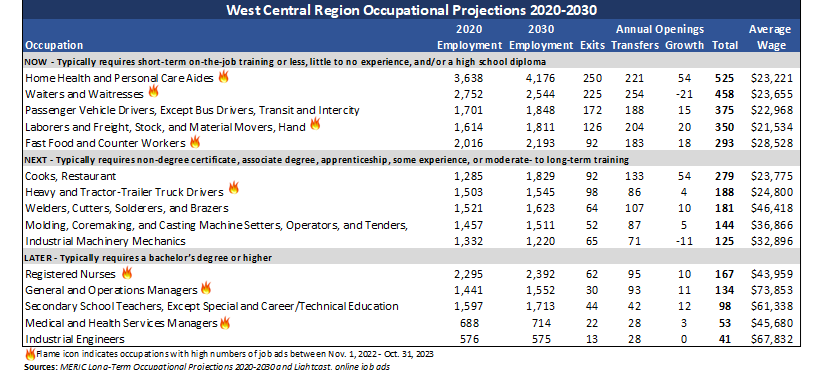 West Central Region Occupational Projections 2020-2030
2020 2030 Annual Openings Average
Occupation Employment Employment Exits Transfers Growth Total Wage
NOW - Typically requires short-term on-the-job training or less, little to no experience, and/or a high school diploma
Home Health and Personal Care Aides 3,638 4,176 250 221 54 525 $23,221
Waiters and Waitresses 2,752 2,544 225 254 -21 458 $23,655
Passenger Vehicle Drivers, Except Bus Drivers, Transit and Intercity 1,701 1,848 172 188 15 375 $22,968
Laborers and Freight, Stock, and Material Movers, Hand 1,614 1,811 126 204 20 350 $21,534
Fast Food and Counter Workers 2,016 2,193 92 183 18 293 $28,528
NEXT - Typically requires non-degree certificate, associate degree, apprenticeship, some experience, or moderate- to long-term training
Cooks, Restaurant 1,285 1,829 92 133 54 279 $23,775
Heavy and Tractor-Trailer Truck Drivers 1,503 1,545 98 86 4 188 $24,800
Welders, Cutters, Solderers, and Brazers 1,521 1,623 64 107 10 181 $46,418
Molding, Coremaking, and Casting Machine Setters, Operators, and Tenders, 1,457 1,511 52 87 5 144 $36,866
Industrial Machinery Mechanics 1,332 1,220 65 71 -11 125 $32,896
LATER - Typically requires a bachelor's degree or higher
Registered Nurses 2,295 2,392 62 95 10 167 $43,959
General and Operations Managers 1,441 1,552 30 93 11 134 $73,853
Secondary School Teachers, Except Special and Career/Technical Education 1,597 1,713 44 42 12 98 $61,338
Medical and Health Services Managers 688 714 22 28 3 53 $45,680
Industrial Engineers 576 575 13 28 0 41 $67,832
Flame icon indicates occupations with high numbers of job ads between Nov. 1, 2022 - Oct. 31, 2023
Sources: MERIC Long-Term Occupational Projections 2020-2030 and Lightcast, online job ads